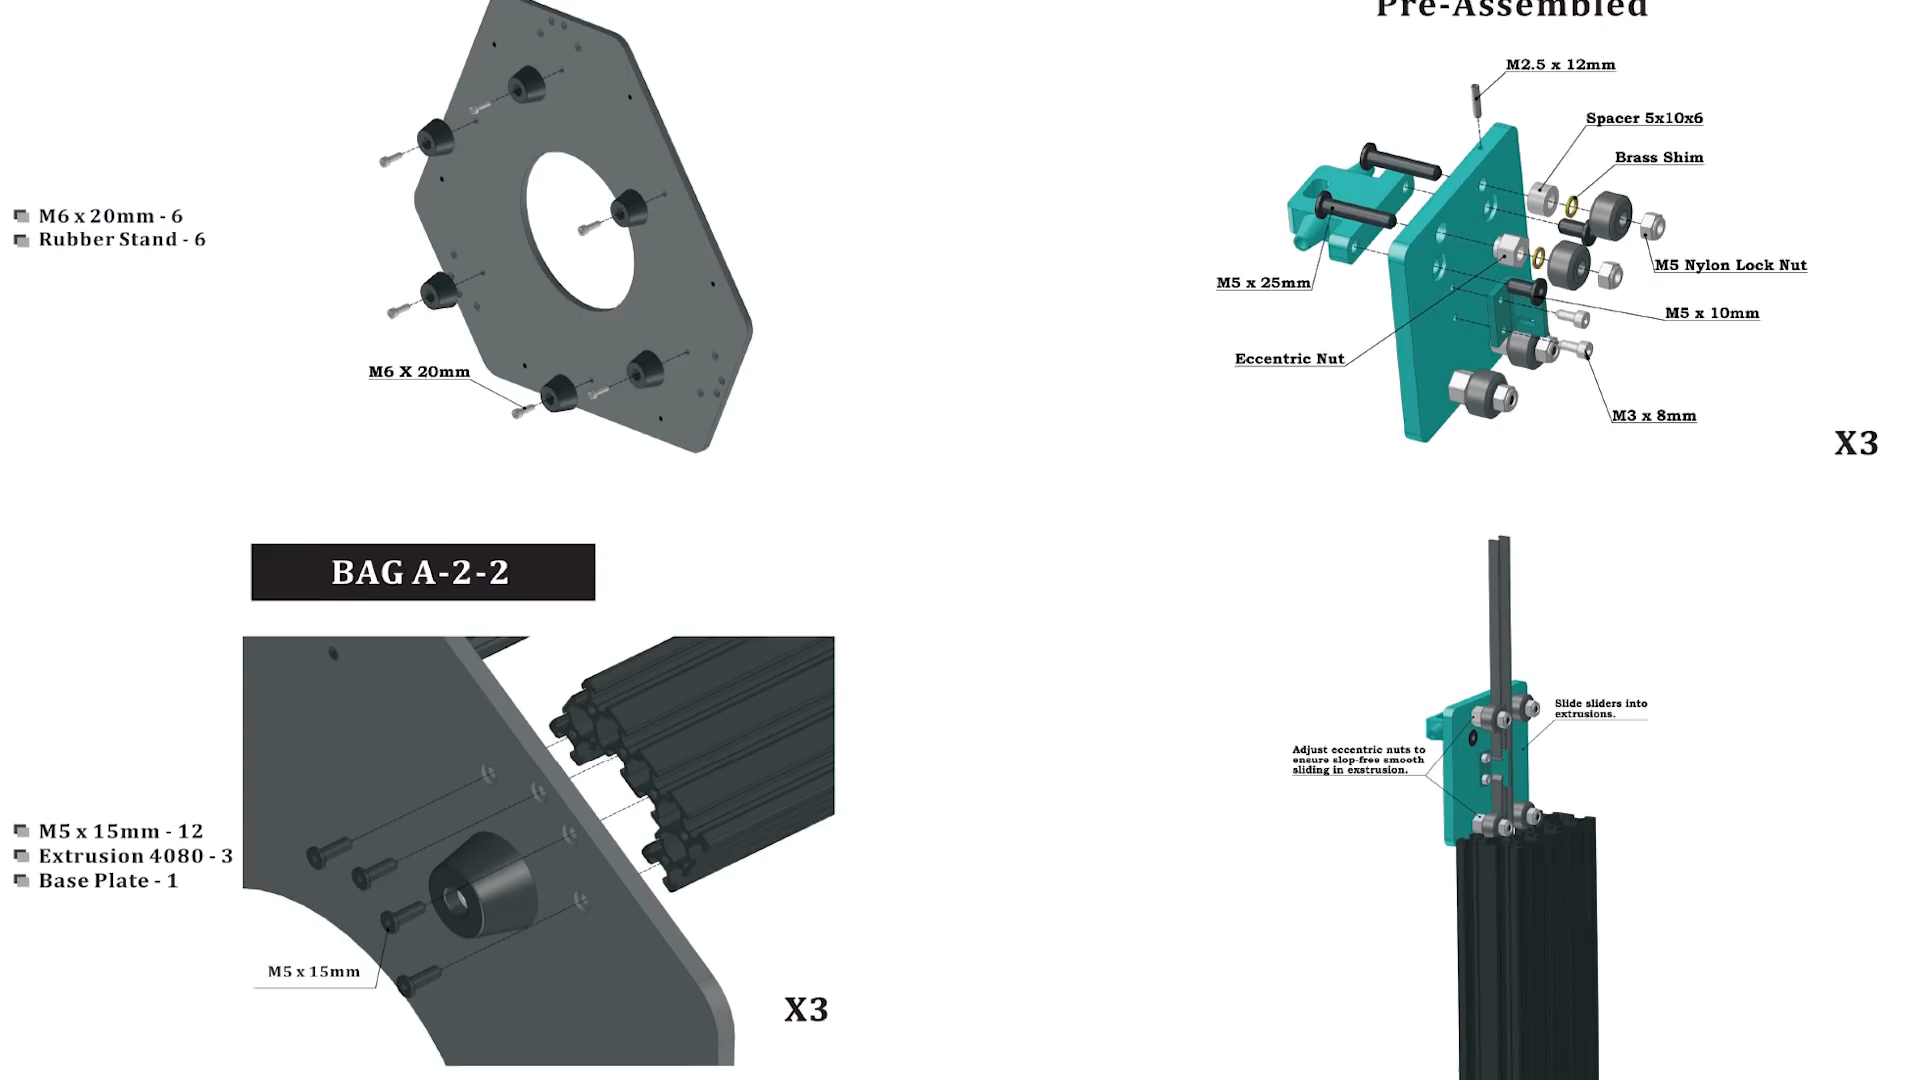 Pre-Assembled
M2.5 x 12mm
Spacer 5x10x6
Brass Shim
M6 x 20mm - 6
Rubber Stand - 6
M5 Nylon Lock Nut
M5 x 25mm
M5 x 10mm
Eccentric Nut
M6 X 20mm
M3 x 8mm
X3
BAG A-2-2
Slide sliders into
extrusions.
Adjust eccentric nuts to
ensure slop-free smooth
sliding in exstrusion.
M5 x 15mm - 12
Extrusion 4080 - 3
Base Plate - 1
M5 x 15mm
X3